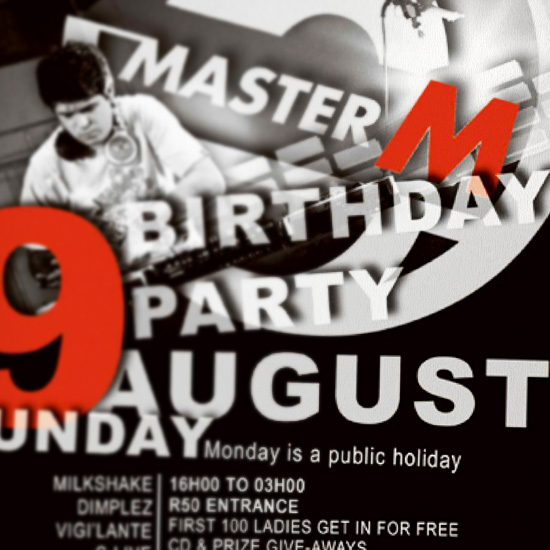 MASTER M
BIRTHDAY
PARTY
9 AUGUST
UNDAY Monday is a public holiday
MILKSHAKE 16H00 TO 03H00
DIMPLEZ R50 ENTRANCE
VIGI'LANTE FIRST 100 LADIES GET IN FOR FREE
CD & PRIZE GIVE-AWAYS